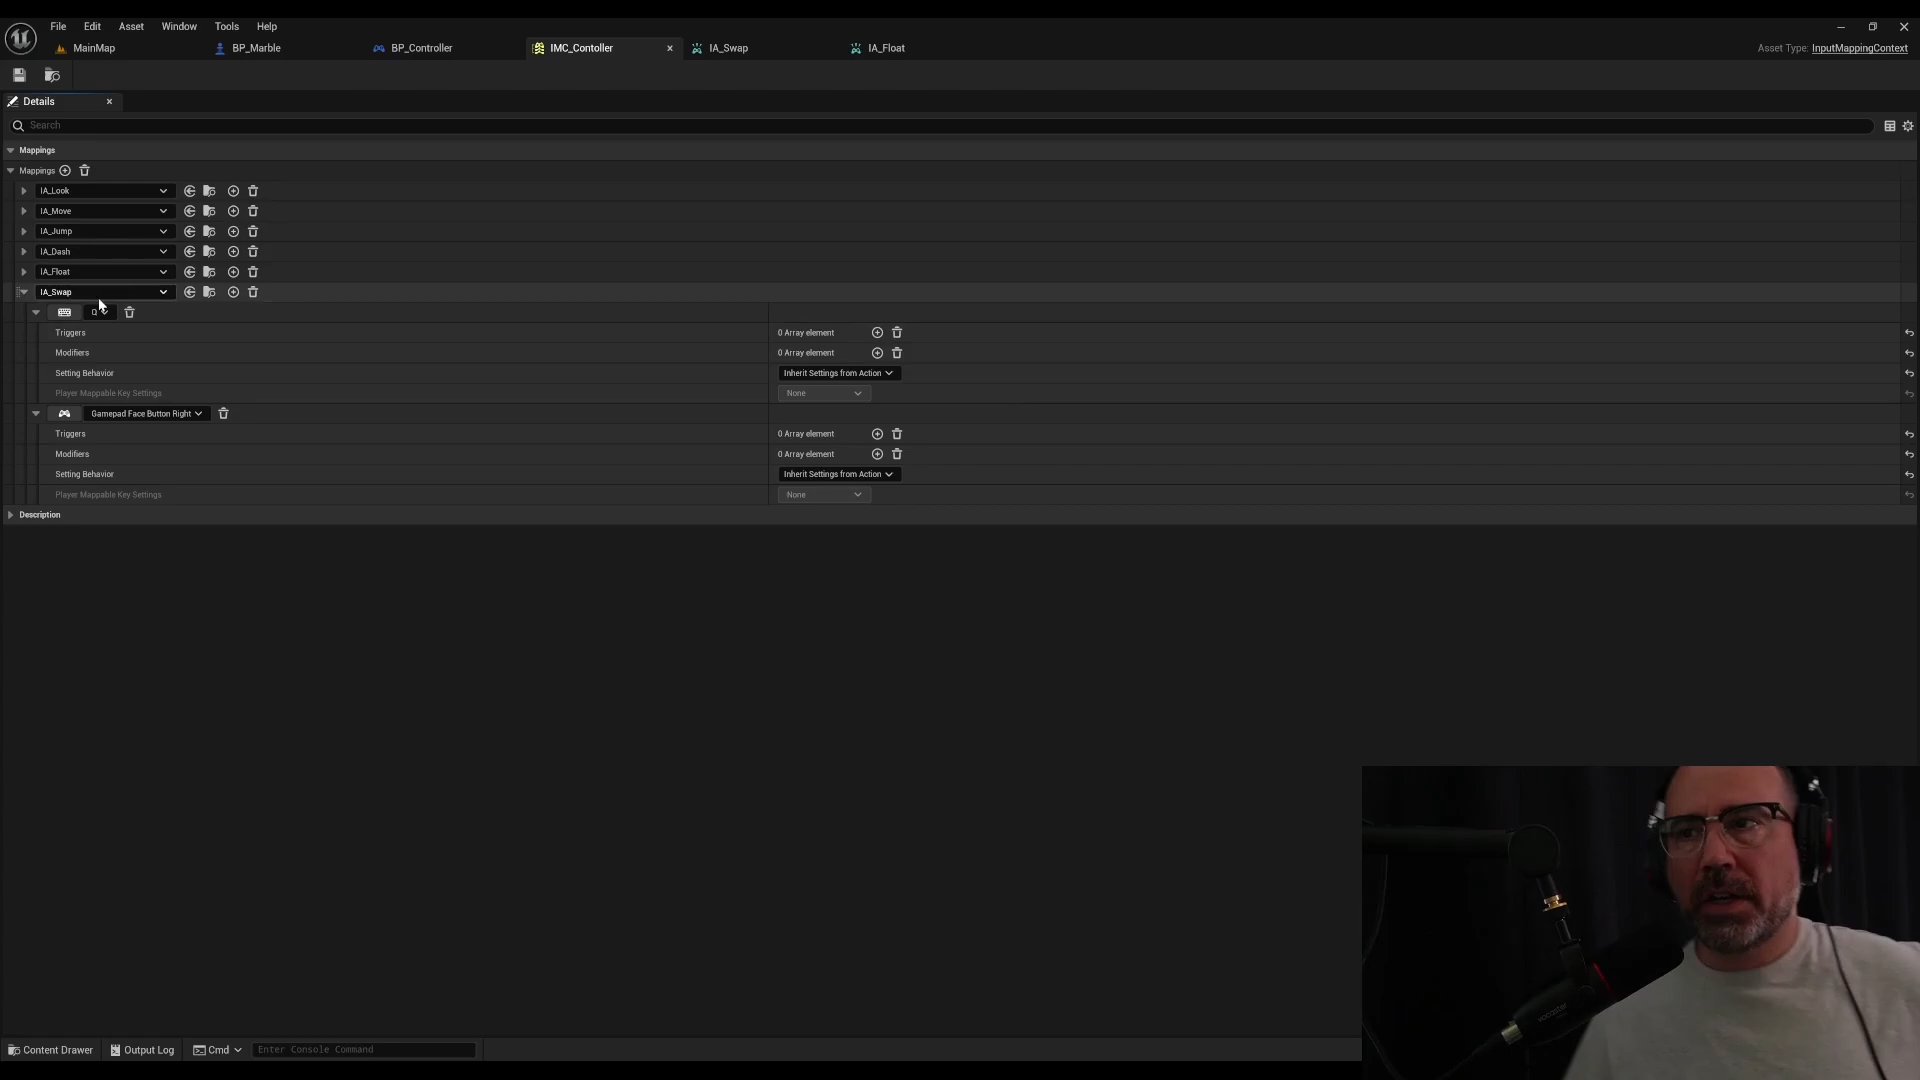 File Edit Asset Window Tools Help
MainMap BP_Marble BP_Controller IMC_Contoller IA_Swap IA_Float Asset Type: InputMappingContext
Details
Search
Mappings
Mappings
IA_Look
IA_Move
IA_Jump
IA_Dash
IA_Float
IA_Swap
Triggers 0 Array element
Modifiers 0 Array element
Setting Behavior Inherit Settings from Action
Player Mappable Key Settings None
Gamepad Face Button Right
Triggers 0 Array element
Modifiers 0 Array element
Setting Behavior Inherit Settings from Action
Player Mappable Key Settings None
Description
Content Drawer Output Log Cmd Enter Console Command